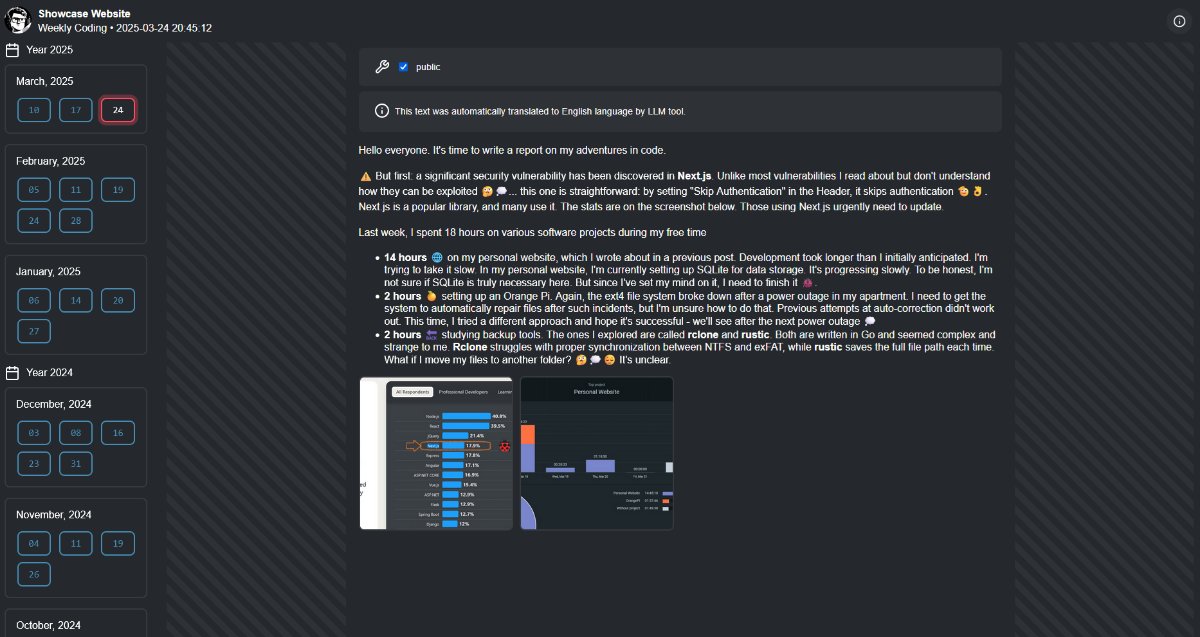 Showcase Website
Weekly Coding • 2025-03-24 20:45:12
Year 2025
March, 2025
10 17 24
February, 2025
05 11 19
24 28
January, 2025
06 14 20
27
Year 2024
December, 2024
03 08 16
23 31
November, 2024
04 11 19
26
October, 2024
public
This text was automatically translated to English language by LLM tool.
Hello everyone. It's time to write a report on my adventures in code.
⚠️ But first: a significant security vulnerability has been discovered in Next.js. Unlike most vulnerabilities I read about but don't understand
how they can be exploited 🤔💭... this one is straightforward: by setting "Skip Authentication" in the Header, it skips authentication 🤯👌.
Next.js is a popular library, and many use it. The stats are on the screenshot below. Those using Next.js urgently need to update.
Last week, I spent 18 hours on various software projects during my free time
• 14 hours 🌐 on my personal website, which I wrote about in a previous post. Development took longer than I initially anticipated. I'm
trying to take it slow. In my personal website, I'm currently setting up SQLite for data storage. It's progressing slowly. To be honest, I'm
not sure if SQLite is truly necessary here. But since I've set my mind on it, I need to finish it.
• 2 hours 🍊 setting up an Orange Pi. Again, the ext4 file system broke down after a power outage in my apartment. I need to get the
system to automatically repair files after such incidents, but I'm unsure how to do that. Previous attempts at auto-correction didn't work
out. This time, I tried a different approach and hope it's successful - we'll see after the next power outage 💭
• 2 hours 🔙 studying backup tools. The ones I explored are called rclone and rustic. Both are written in Go and seemed complex and
strange to me. Rclone struggles with proper synchronization between NTFS and exFAT, while rustic saves the full file path each time.
What if I move my files to another folder? 🤔💭 It's unclear.
All Respondents Professional Developers
Node.js 40.8%
React 39.5%
jQuery 21.4%
Next.js 17.9%
Express 17.8%
Angular 17.1%
ASP.NET CORE 16.9%
Vue.js 15.4%
ASP.NET 12.9%
Flask 12.9%
Spring Boot 12.7%
Django 12%
Personal Website
Personal Website
OrangePi
Without project